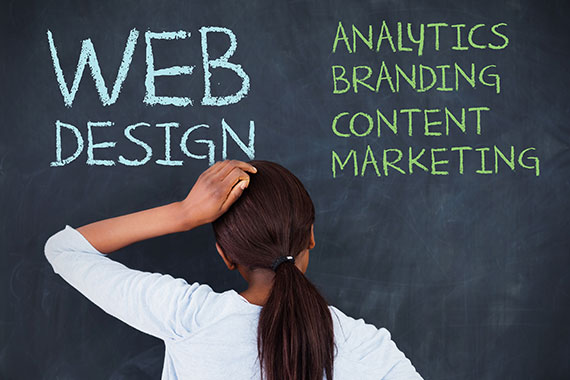 WEB
DESIGN
ANALYTICS
BRANDING
CONTENT
MARKETING